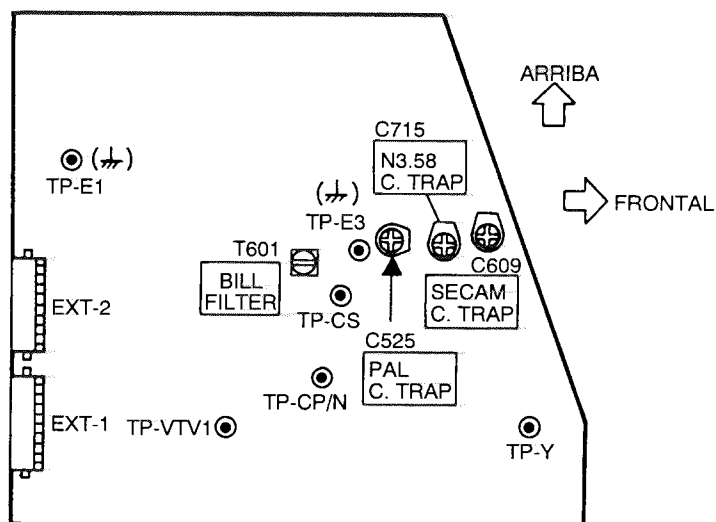 ARRIBA
C715
N3.58
C. TRAP
TP-E1
FRONTAL
TP-E3
T601
BILL
FILTER
C609
SECAM
C. TRAP
EXT-2
TP-CS
C525
PAL
C. TRAP
TP-CP/N
EXT-1
TP-VTV1
TP-Y